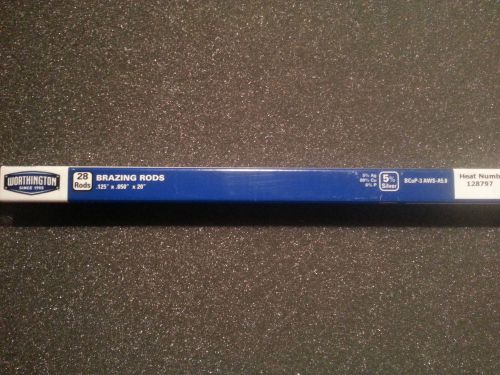 WORTHINGTON
SINCE 1955
28
Rods
BRAZING RODS
.125" x .050" x 20"
5% Ag
89% Cu
6% P
5%
Silver
BCuP-3 AWS-A5.8
Heat Numb
128797